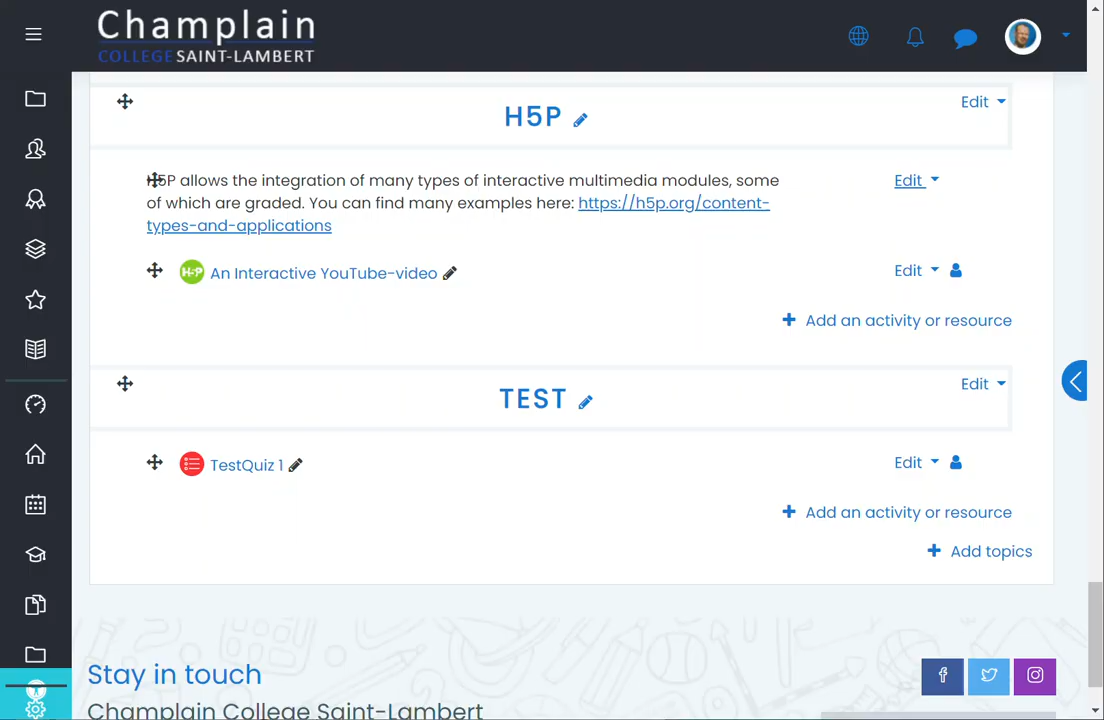 Champlain
COLLEGE SAINT-LAMBERT
H5P
Edit
H5P allows the integration of many types of interactive multimedia modules, some
of which are graded. You can find many examples here: https://h5p.org/content-
types-and-applications
Edit
H-P An Interactive YouTube-video
Edit
Add an activity or resource
TEST
Edit
TestQuiz 1
Edit
Add an activity or resource
Add topics
Stay in touch
Champlain College Saint-Lambert